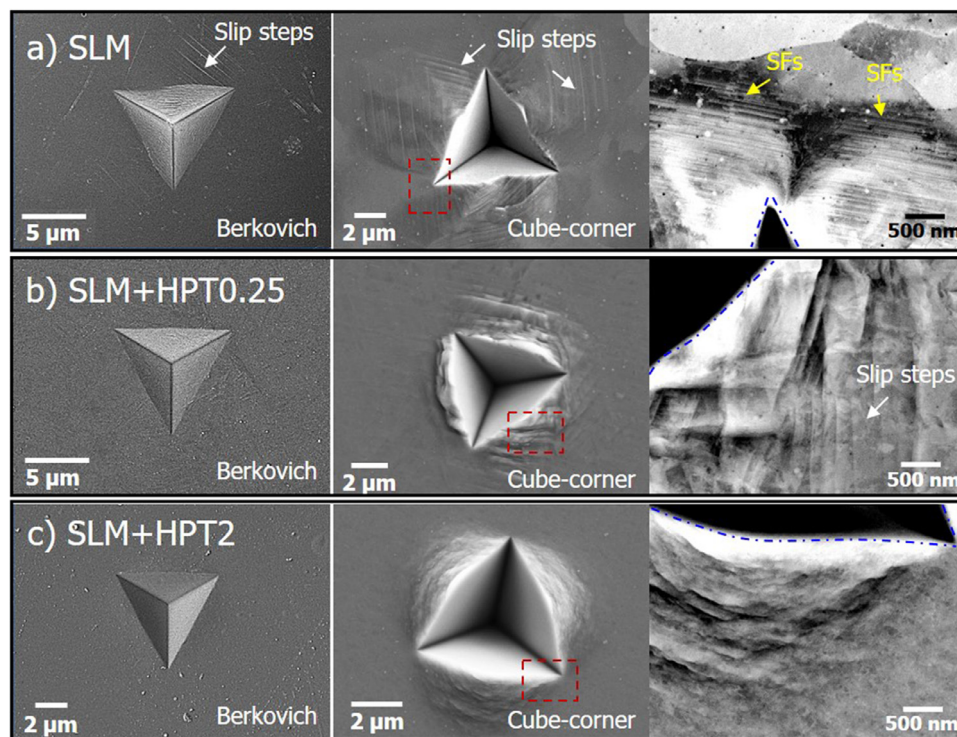 a) SLM
Slip steps
5 µm
Berkovich
Slip steps
2 µm
Cube-corner
SFs
SFs
500 nm
b) SLM+HPT0.25
5 µm
Berkovich
2 µm
Cube-corner
Slip steps
500 nm
c) SLM+HPT2
2 µm
Berkovich
2 µm
Cube-corner
500 nm